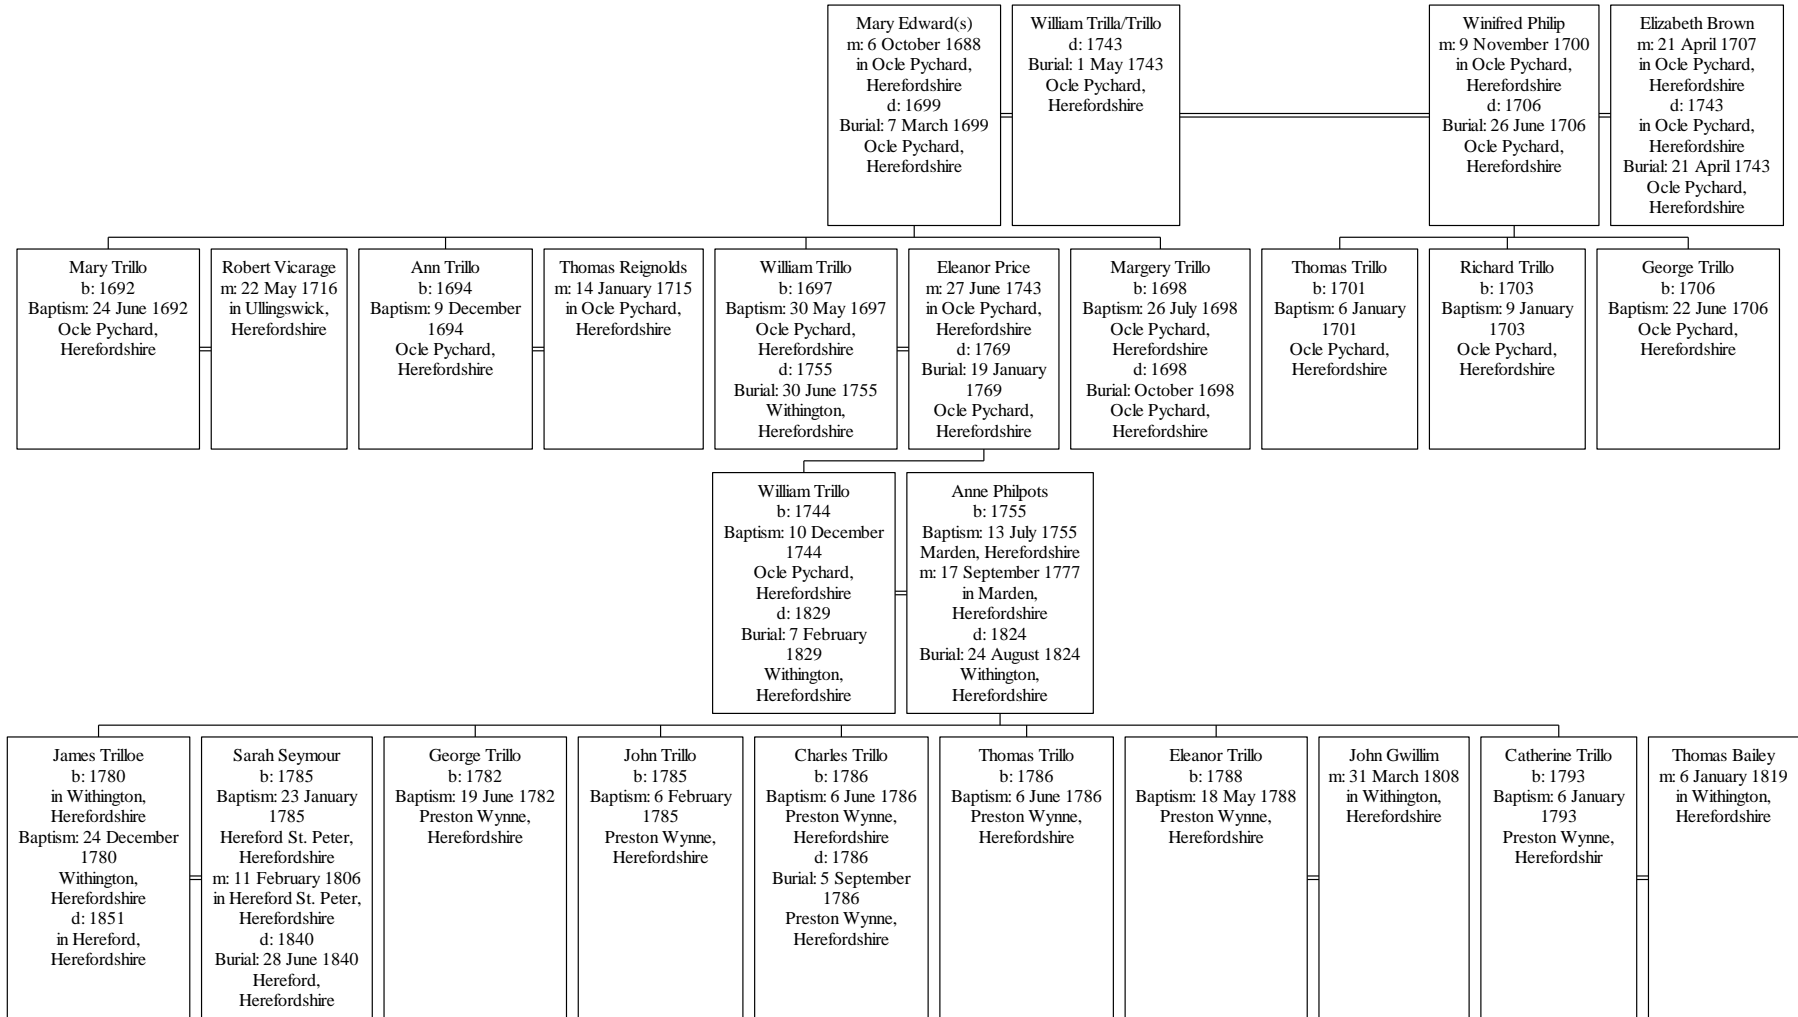 Mary Edward(s)
m: 6 October 1688
in Ocle Pychard,
Herefordshire
d: 1699
Burial: 7 March 1699
Ocle Pychard,
Herefordshire
William Trilla/Trillo
d: 1743
Burial: 1 May 1743
Ocle Pychard,
Herefordshire
Winifred Philip
m: 9 November 1700
in Ocle Pychard,
Herefordshire
d: 1706
Burial: 26 June 1706
Ocle Pychard,
Herefordshire
Elizabeth Brown
m: 21 April 1707
in Ocle Pychard,
Herefordshire
d: 1743
in Ocle Pychard,
Herefordshire
Burial: 21 April 1743
Ocle Pychard,
Herefordshire
Mary Trillo
b: 1692
Baptism: 24 June 1692
Ocle Pychard,
Herefordshire
Robert Vicarage
m: 22 May 1716
in Ullingswick,
Herefordshire
Ann Trillo
b: 1694
Baptism: 9 December
1694
Ocle Pychard,
Herefordshire
Thomas Reignolds
m: 14 January 1715
in Ocle Pychard,
Herefordshire
William Trillo
b: 1697
Baptism: 30 May 1697
Ocle Pychard,
Herefordshire
d: 1755
Burial: 30 June 1755
Withington,
Herefordshire
Eleanor Price
m: 27 June 1743
in Ocle Pychard,
Herefordshire
d: 1769
Burial: 19 January
1769
Ocle Pychard,
Herefordshire
Margery Trillo
b: 1698
Baptism: 26 July 1698
Ocle Pychard,
Herefordshire
d: 1698
Burial: October 1698
Ocle Pychard,
Herefordshire
Thomas Trillo
b: 1701
Baptism: 6 January
1701
Ocle Pychard,
Herefordshire
Richard Trillo
b: 1703
Baptism: 9 January
1703
Ocle Pychard,
Herefordshire
George Trillo
b: 1706
Baptism: 22 June 1706
Ocle Pychard,
Herefordshire
William Trillo
b: 1744
Baptism: 10 December
1744
Ocle Pychard,
Herefordshire
d: 1829
Burial: 7 February
1829
Withington,
Herefordshire
Anne Philpots
b: 1755
Baptism: 13 July 1755
Marden, Herefordshire
m: 17 September 1777
in Marden,
Herefordshire
d: 1824
Burial: 24 August 1824
Withington,
Herefordshire
James Trilloe
b: 1780
in Withington,
Herefordshire
Baptism: 24 December
1780
Withington,
Herefordshire
d: 1851
in Hereford,
Herefordshire
Sarah Seymour
b: 1785
Baptism: 23 January
1785
Hereford St. Peter,
Herefordshire
m: 11 February 1806
in Hereford St. Peter,
Herefordshire
d: 1840
Burial: 28 June 1840
Hereford,
Herefordshire
George Trillo
b: 1782
Baptism: 19 June 1782
Preston Wynne,
Herefordshire
John Trillo
b: 1785
Baptism: 6 February
1785
Preston Wynne,
Herefordshire
Charles Trillo
b: 1786
Baptism: 6 June 1786
Preston Wynne,
Herefordshire
d: 1786
Burial: 5 September
1786
Preston Wynne,
Herefordshire
Thomas Trillo
b: 1786
Baptism: 6 June 1786
Preston Wynne,
Herefordshire
Eleanor Trillo
b: 1788
Baptism: 18 May 1788
Preston Wynne,
Herefordshire
John Gwillim
m: 31 March 1808
in Withington,
Herefordshire
Catherine Trillo
b: 1793
Baptism: 6 January
1793
Preston Wynne,
Herefordshir
Thomas Bailey
m: 6 January 1819
in Withington,
Herefordshire